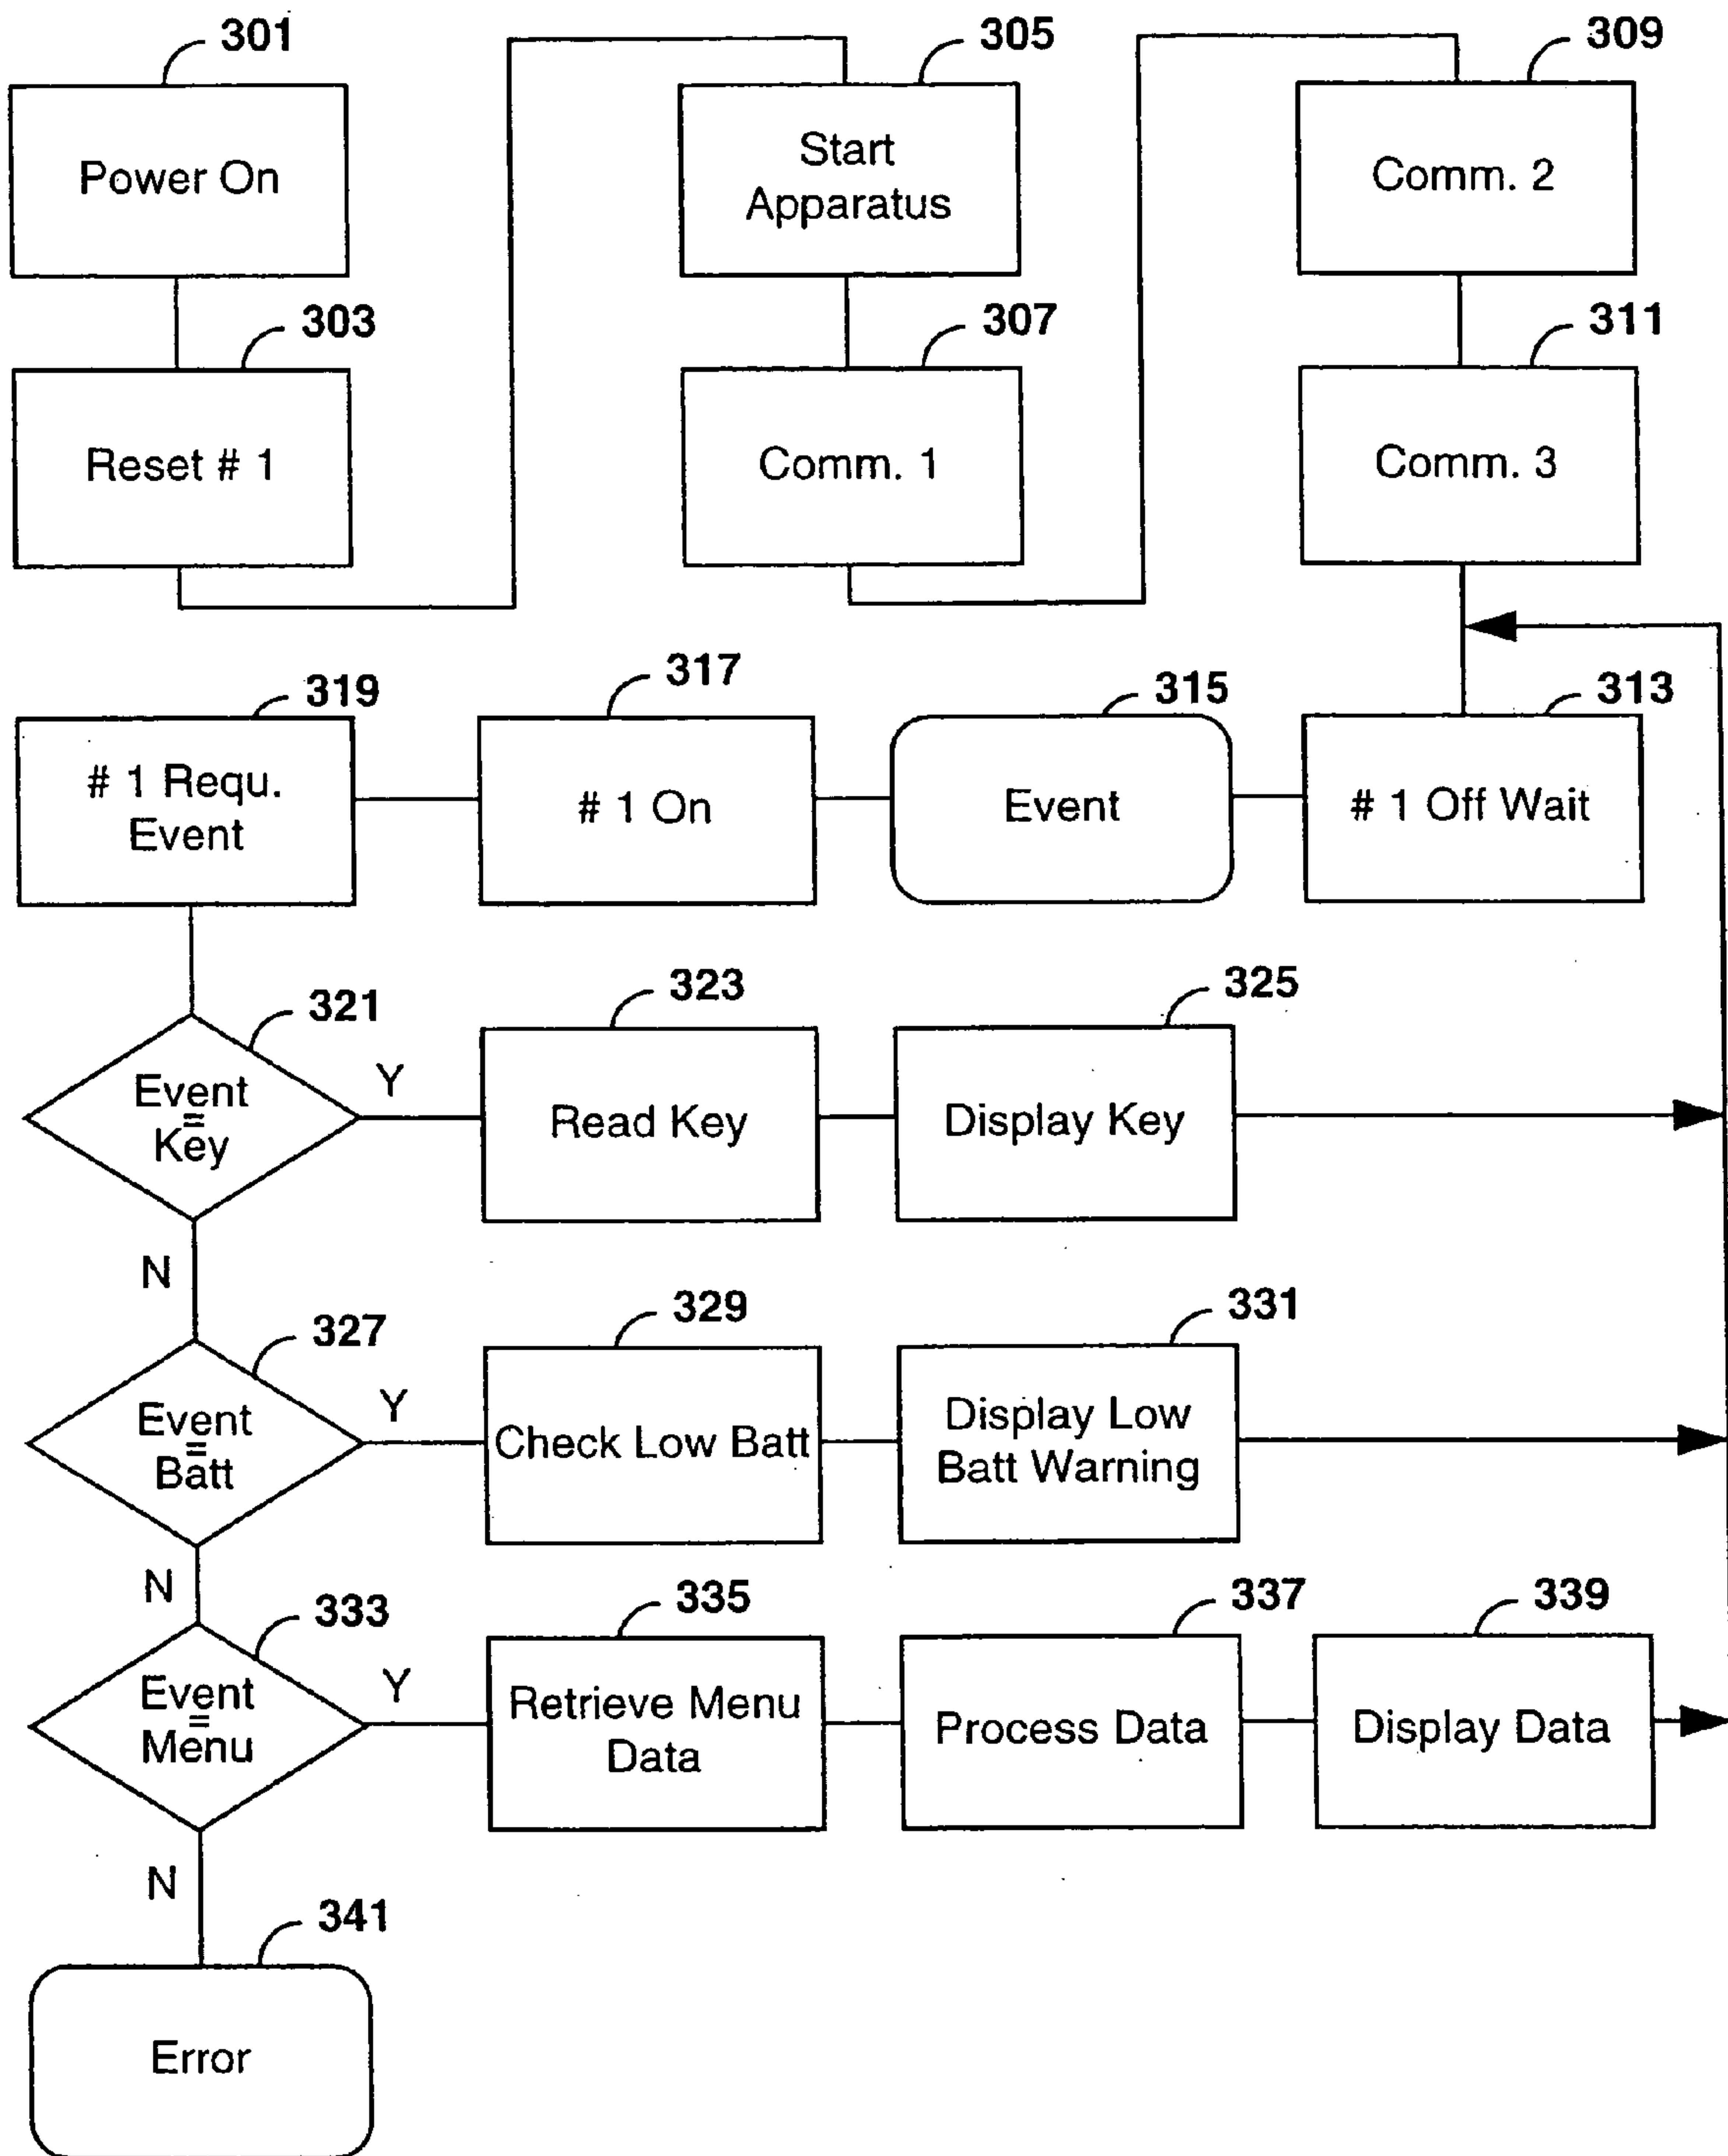 301
Power On
303
Reset # 1
305
Start
Apparatus
307
Comm. 1
309
Comm. 2
311
Comm. 3
313
# 1 Off Wait
315
Event
317
# 1 On
319
# 1 Requ.
Event
321
Event
=
Key
Y
323
Read Key
325
Display Key
N
327
Event
=
Batt
Y
329
Check Low Batt
331
Display Low
Batt Warning
N
333
Event
=
Menu
Y
335
Retrieve Menu
Data
337
Process Data
339
Display Data
N
341
Error